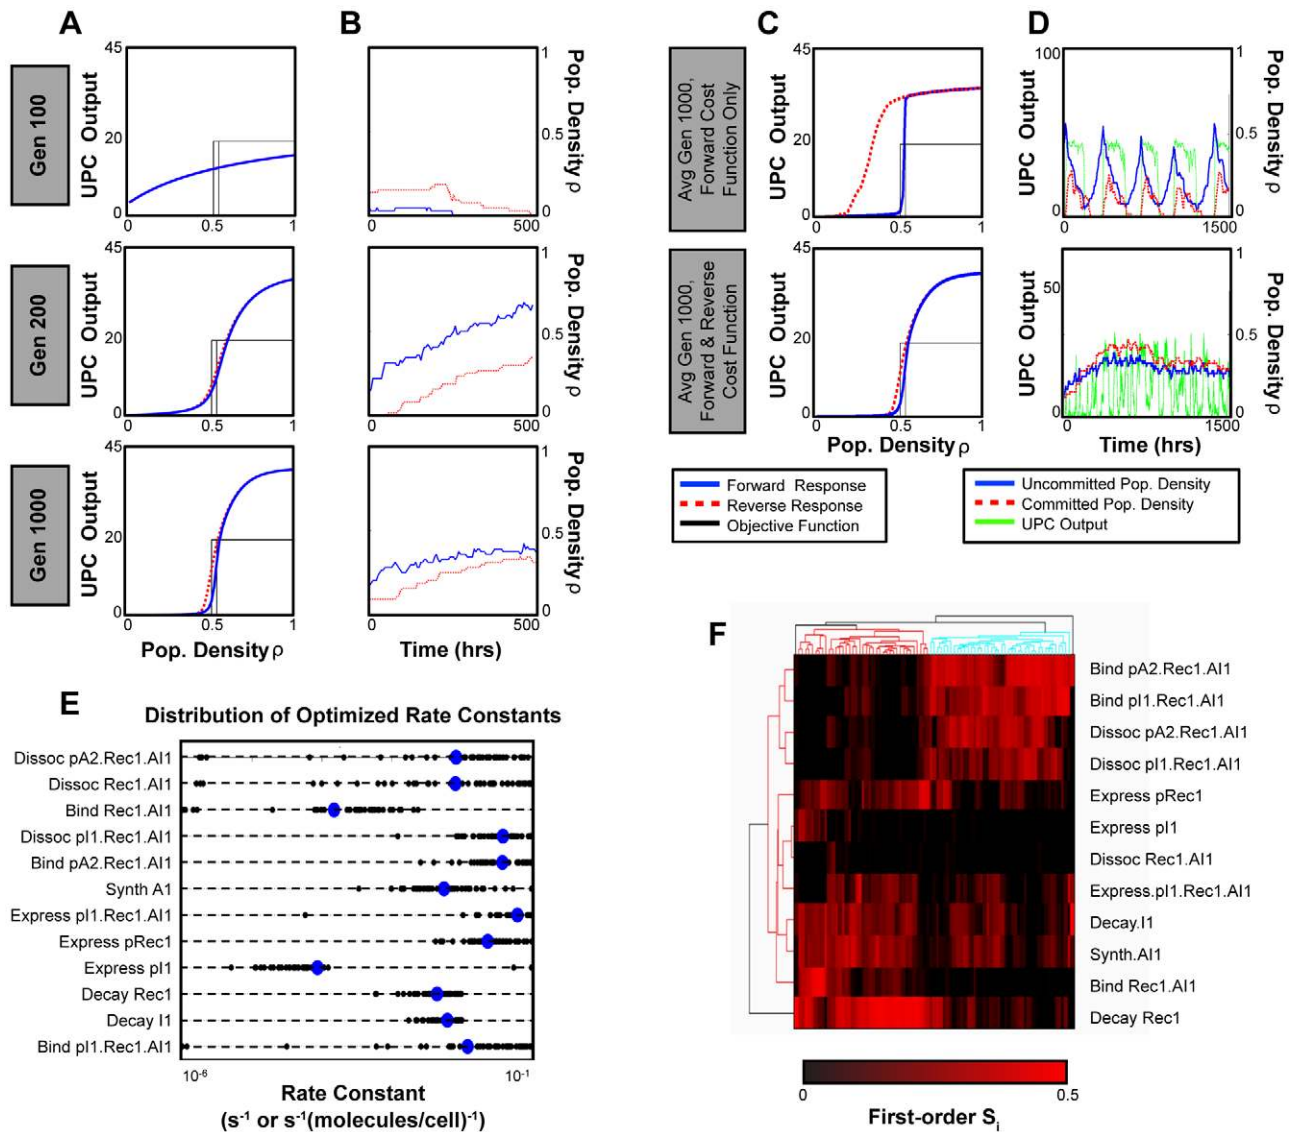 A
B
C
D
Gen 100
45
UPC Output
20
0
0
0.5
1
1
0.5
0
Pop. Density ρ
0
500
Gen 200
45
UPC Output
20
0
0
0.5
1
1
0.5
0
Pop. Density ρ
0
500
Gen 1000
45
UPC Output
20
0
0
0.5
1
Pop. Density ρ
1
0.5
0
Pop. Density ρ
0
500
Time (hrs)
Avg Gen 1000,
Forward Cost
Function Only
45
UPC Output
20
0
0
0.5
1
100
UPC Output
0
1
0.5
0
Pop. Density ρ
0
1500
Avg Gen 1000,
Forward & Reverse
Cost Function
45
UPC Output
20
0
0
0.5
1
Pop. Density ρ
50
UPC Output
0
1
0.5
0
Pop. Density ρ
0
1500
Time (hrs)
Forward Response
Reverse Response
Objective Function
Uncommitted Pop. Density
Committed Pop. Density
UPC Output
E
Distribution of Optimized Rate Constants
Dissoc pA2.Rec1.AI1
Dissoc Rec1.AI1
Bind Rec1.AI1
Dissoc pI1.Rec1.AI1
Bind pA2.Rec1.AI1
Synth A1
Express pI1.Rec1.AI1
Express pRec1
Express pI1
Decay Rec1
Decay I1
Bind pI1.Rec1.AI1
10⁻⁶
10⁻¹
Rate Constant
(s⁻¹ or s⁻¹(molecules/cell)⁻¹)
F
Bind pA2.Rec1.AI1
Bind pI1.Rec1.AI1
Dissoc pA2.Rec1.AI1
Dissoc pI1.Rec1.AI1
Express pRec1
Express pI1
Dissoc Rec1.AI1
Express.pI1.Rec1.AI1
Decay.I1
Synth.AI1
Bind Rec1.AI1
Decay Rec1
0
0.5
First-order Sᵢ